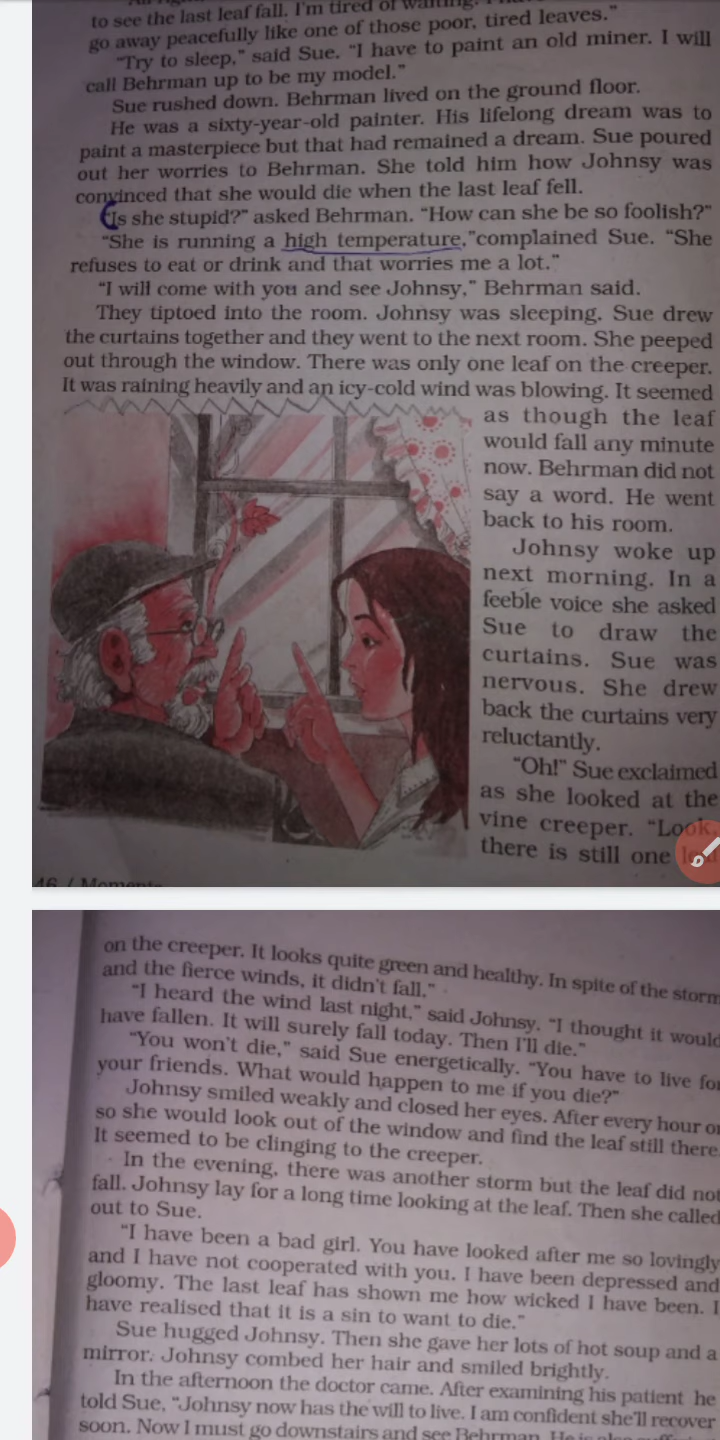 to see the last leaf fall. I'm tired of
go away peacefully like one of those poor, tired leaves."
"Try to sleep," said Sue. "I have to paint an old miner. I will
call Behrman up to be my model."
Sue rushed down. Behrman lived on the ground floor.
He was a sixty-year-old painter. His lifelong dream was to
paint a masterpiece but that had remained a dream. Sue poured
out her worries to Behrman. She told him how Johnsy was
convinced that she would die when the last leaf fell.
"Is she stupid?" asked Behrman. "How can she be so foolish?"
"She is running a high temperature,"complained Sue. "She
refuses to eat or drink and that worries me a lot."
"I will come with you and see Johnsy," Behrman said.
They tiptoed into the room. Johnsy was sleeping. Sue drew
the curtains together and they went to the next room. She peeped
out through the window. There was only one leaf on the creeper.
It was raining heavily and an icy-cold wind was blowing. It seemed
as though the leaf
would fall any minute
now. Behrman did not
say a word. He went
back to his room.
Johnsy woke up
next morning. In a
feeble voice she asked
Sue to draw the
curtains. Sue was
nervous. She drew
back the curtains very
reluctantly.
"Oh!" Sue exclaimed
as she looked at the
vine creeper. "Look,
there is still one
46 / Moments
on the creeper. It looks quite green and healthy. In spite of the storm
and the fierce winds, it didn't fall."
"I heard the wind last night," said Johnsy. "I thought it would
have fallen. It will surely fall today. Then I'll die."
"You won't die," said Sue energetically. "You have to live for
your friends. What would happen to me if you die?"
Johnsy smiled weakly and closed her eyes. After every hour or
so she would look out of the window and find the leaf still there.
It seemed to be clinging to the creeper.
In the evening, there was another storm but the leaf did not
fall. Johnsy lay for a long time looking at the leaf. Then she called
out to Sue.
"I have been a bad girl. You have looked after me so lovingly
and I have not cooperated with you. I have been depressed and
gloomy. The last leaf has shown me how wicked I have been. I
have realised that it is a sin to want to die."
Sue hugged Johnsy. Then she gave her lots of hot soup and a
mirror. Johnsy combed her hair and smiled brightly.
In the afternoon the doctor came. After examining his patient he
told Sue, "Johnsy now has the will to live. I am confident she'll recover
soon. Now I must go downstairs and see Behrman. He is also